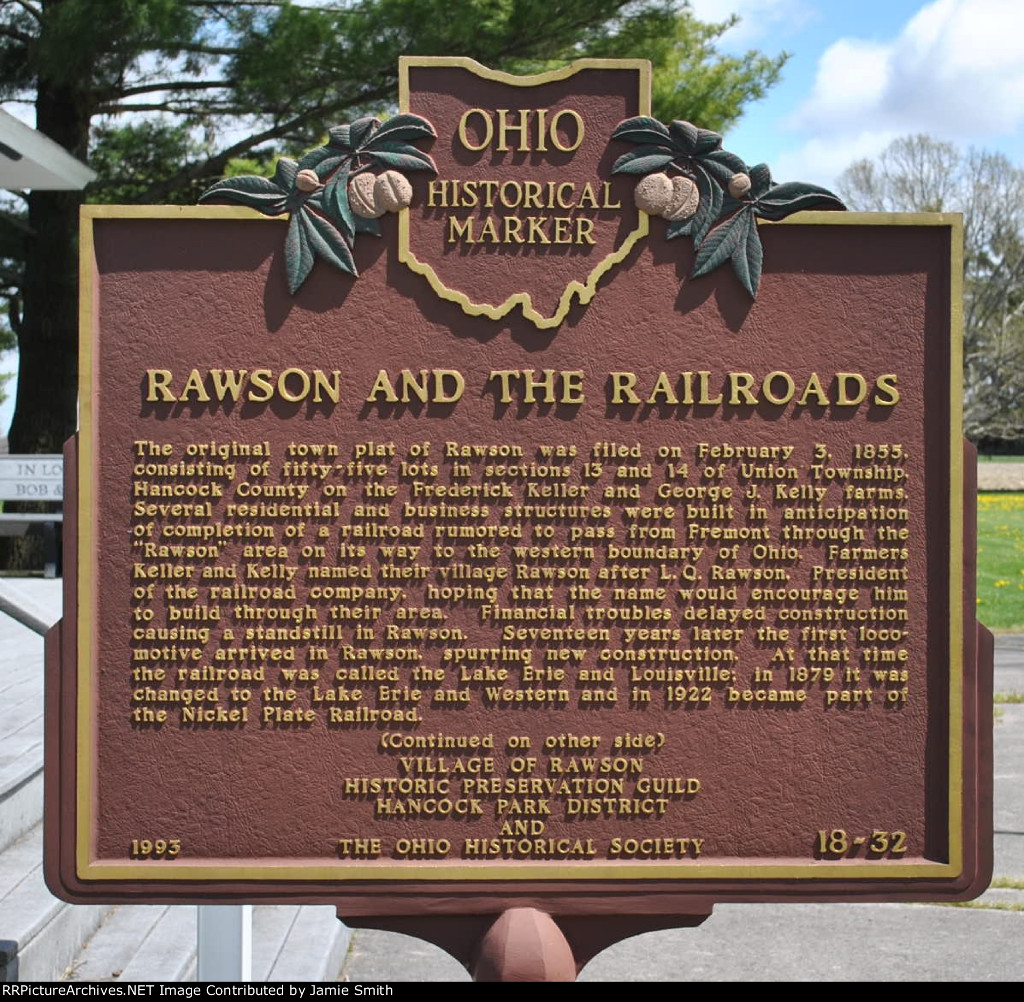 OHIO
HISTORICAL
MARKER
RAWSON AND THE RAILROADS
The original town plat of Rawson was filed on February 3, 1855,
consisting of fifty-five lots in sections 13 and 14 of Union Township,
Hancock County on the Frederick Keller and George J. Kelly farms.
Several residential and business structures were built in anticipation
of completion of a railroad rumored to pass from Fremont through the
"Rawson" area on its way to the western boundary of Ohio. Farmers
Keller and Kelly named their village Rawson after L.Q. Rawson, President
of the railroad company, hoping that the name would encourage him
to build through their area. Financial troubles delayed construction
causing a standstill in Rawson. Seventeen years later the first loco-
motive arrived in Rawson, spurring new construction. At that time
the railroad was called the Lake Erie and Louisville; in 1879 it was
changed to the Lake Erie and Western and in 1922 became part of
the Nickel Plate Railroad.
(Continued on other side)
VILLAGE OF RAWSON
HISTORIC PRESERVATION GUILD
HANCOCK PARK DISTRICT
AND
1993 THE OHIO HISTORICAL SOCIETY 18-32
IN LO
BOB &
RRPictureArchives.NET Image Contributed by Jamie Smith